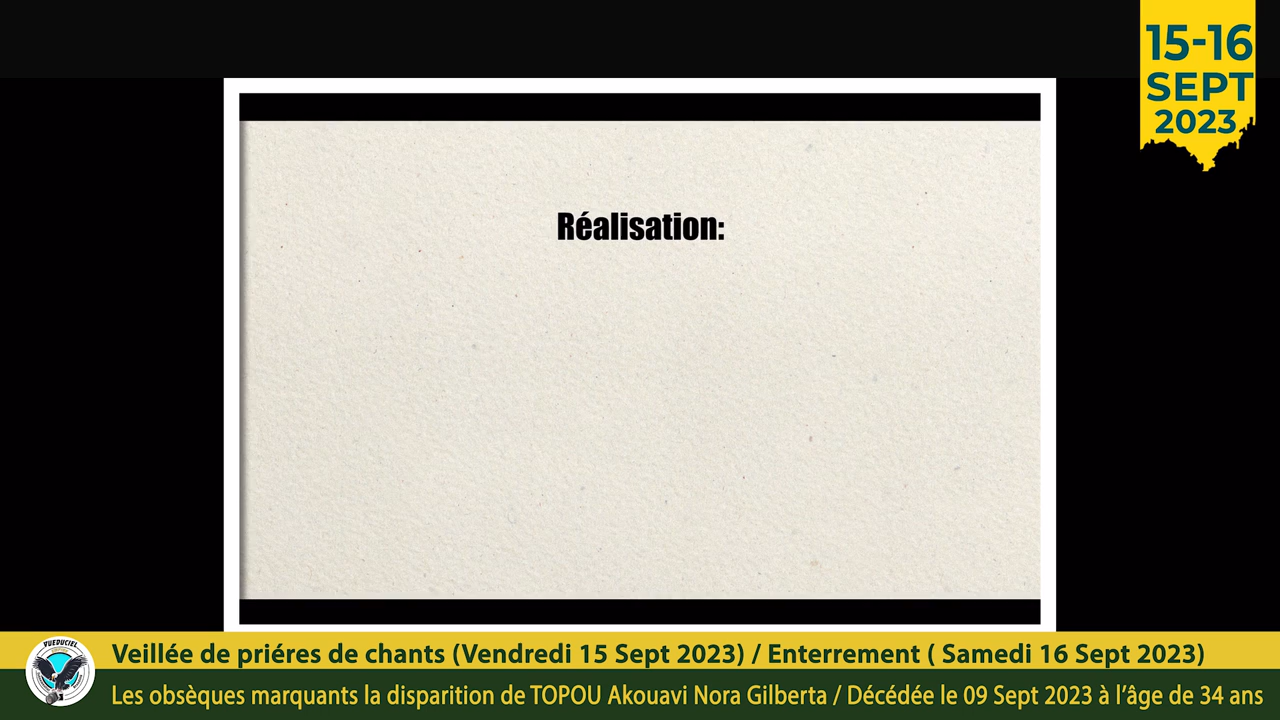 15-16
SEPT
2023
Réalisation:
VUEDUCIEL
Veillée de priéres de chants (Vendredi 15 Sept 2023) / Enterrement ( Samedi 16 Sept 2023)
Les obsèques marquants la disparition de TOPOU Akouavi Nora Gilberta / Décédée le 09 Sept 2023 à l'âge de 34 ans